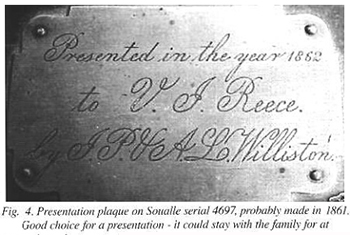 Presented in the year 1862
to V. J. Reece.
by J. P. & A L Williston.
Fig. 4. Presentation plaque on Soualle serial 4697, probably made in 1861.
Good choice for a presentation - it could stay with the family for at